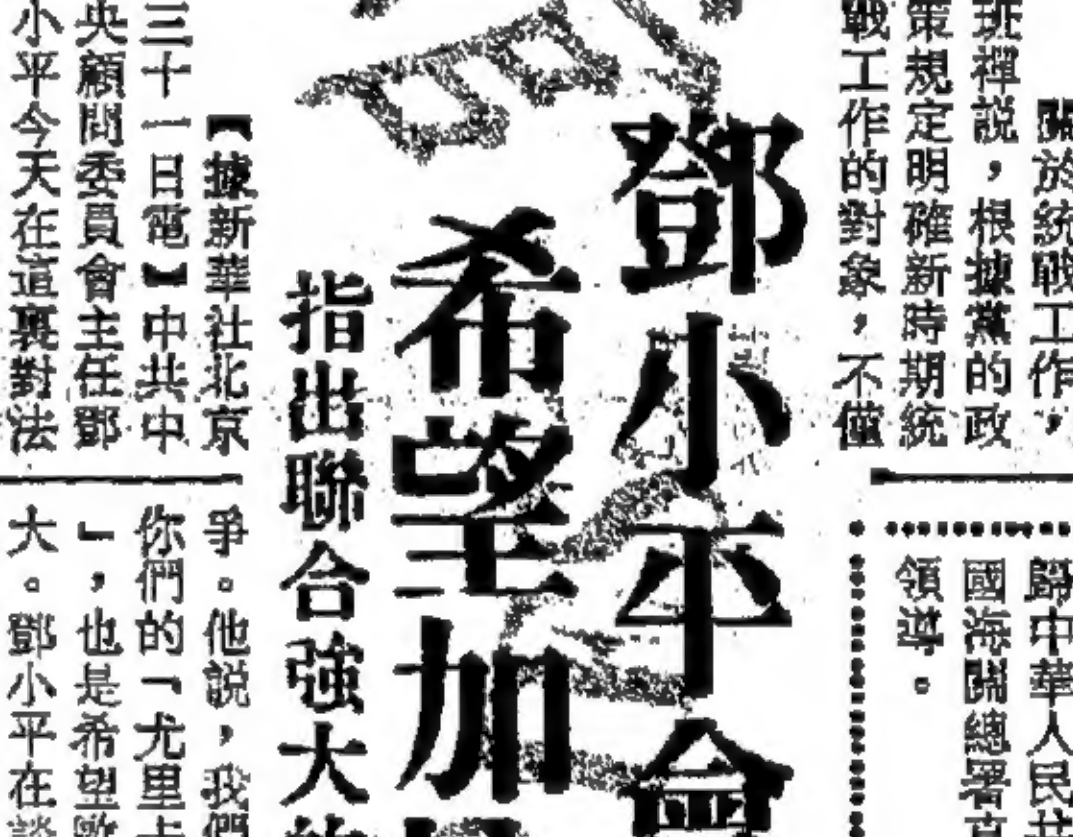 關於統戰工作，
班禪説，根據黨的政
策規定明確新時期統
戰工作的對象，不僅
歸中華人民共
國海關總署直
領導。
鄧小平會
希望加
指出聯合強大的
【據新華社北京
三十一日電】中共中
央顧問委員會主任鄧
小平今天在這裏對法
爭。他説，我們
你們的「尤里卡
」，也是希望歐
大。鄧小平在談